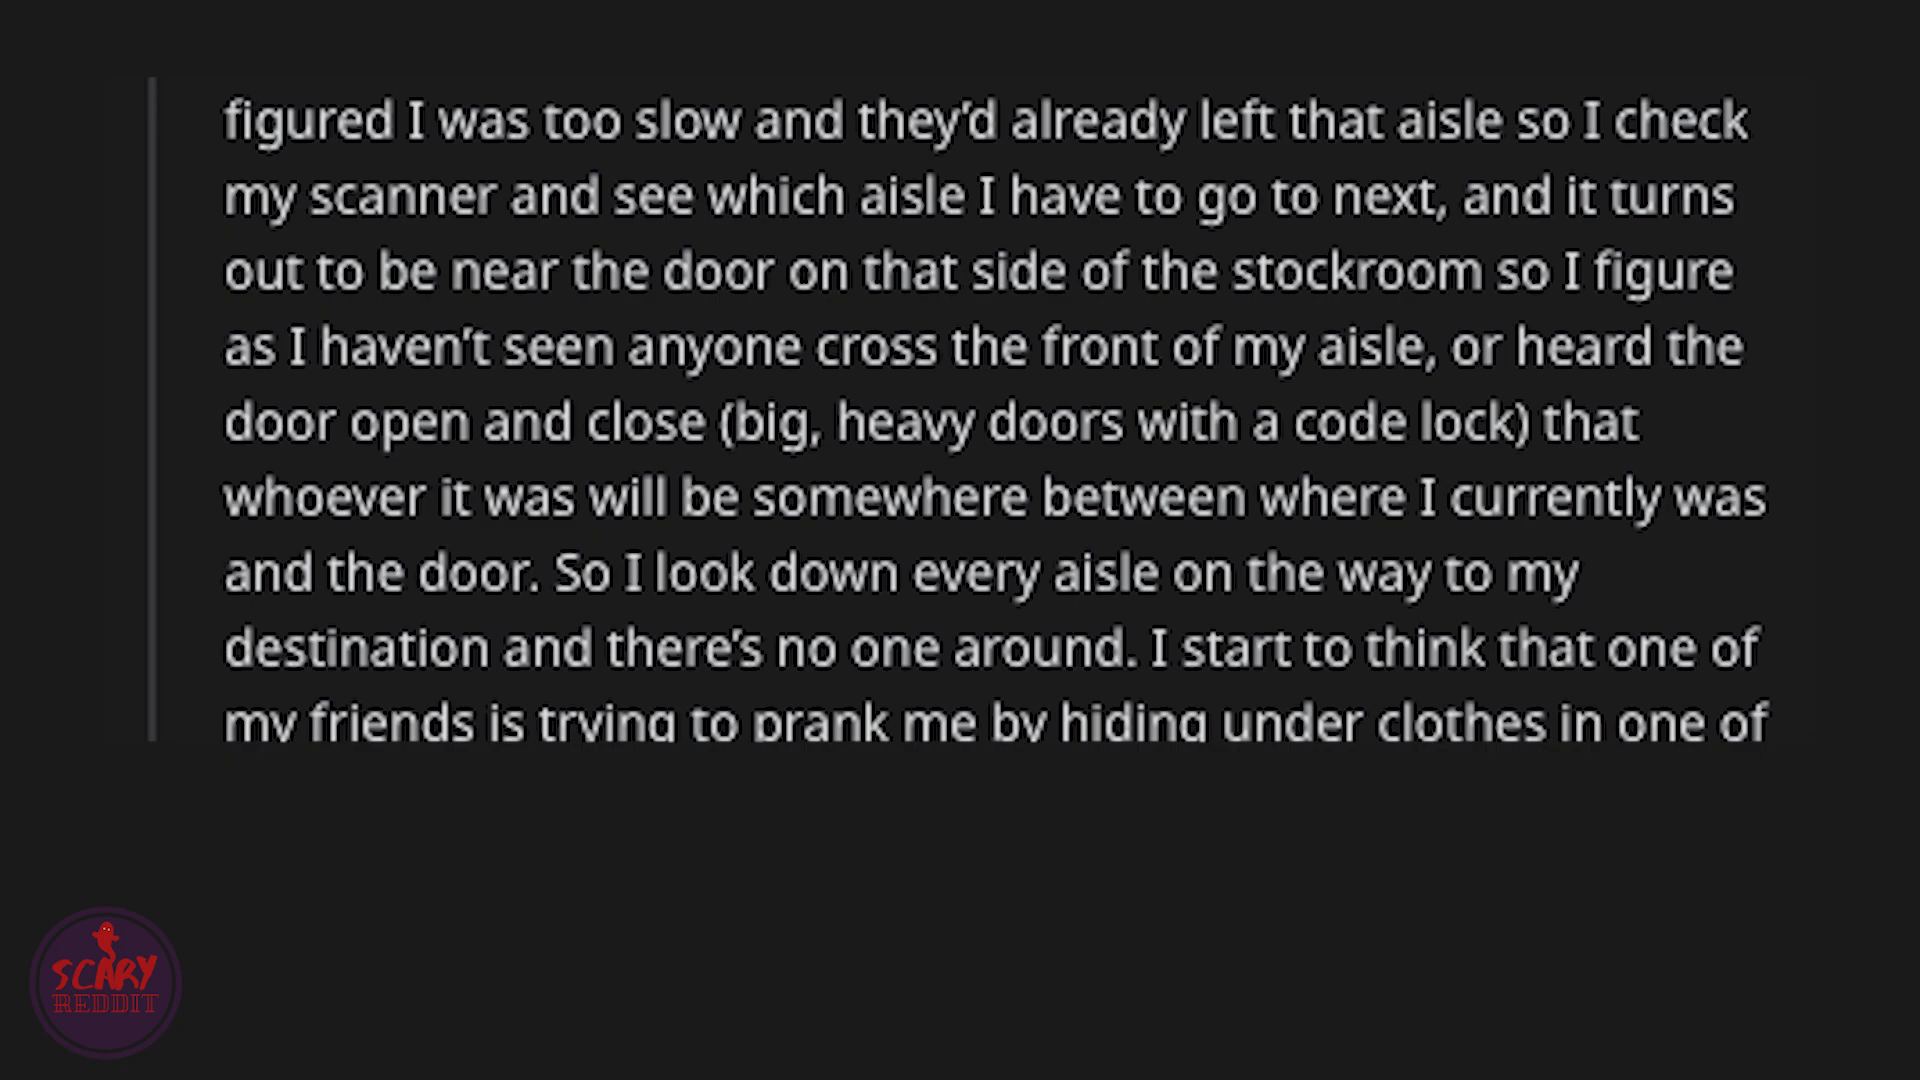 figured I was too slow and they’d already left that aisle so I check
my scanner and see which aisle I have to go to next, and it turns
out to be near the door on that side of the stockroom so I figure
as I haven’t seen anyone cross the front of my aisle, or heard the
door open and close (big, heavy doors with a code lock) that
whoever it was will be somewhere between where I currently was
and the door. So I look down every aisle on the way to my
destination and there’s no one around. I start to think that one of
my friends is trying to prank me by hiding under clothes in one of
SCARY
REDDIT